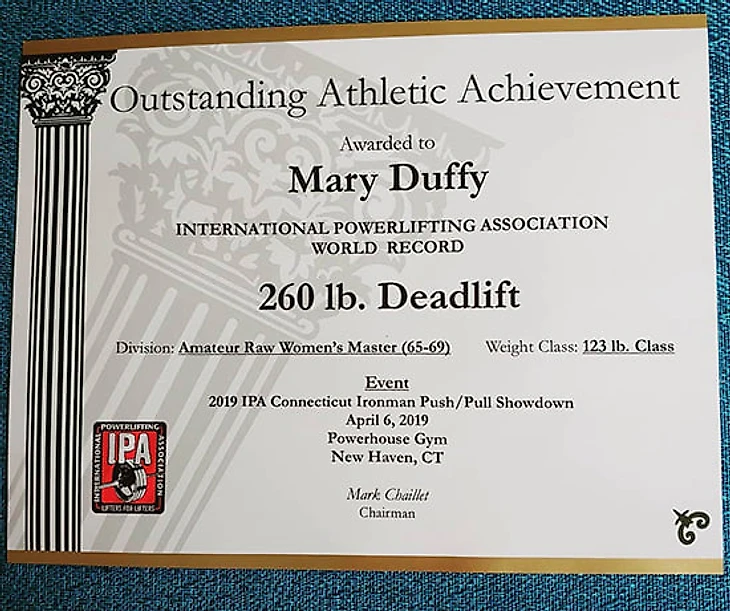 Outstanding Athletic Achievement
Awarded to
Mary Duffy
INTERNATIONAL POWERLIFTING ASSOCIATION
WORLD RECORD
260 lb. Deadlift
Division: Amateur Raw Women's Master (65-69) Weight Class: 123 lb. Class
Event
2019 IPA Connecticut Ironman Push/Pull Showdown
April 6, 2019
Powerhouse Gym
New Haven, CT
Mark Chaillet
Chairman
INTERNATIONAL
POWERLIFTING
ASSOCIATION
IPA
LIFTERS FOR LIFTERS